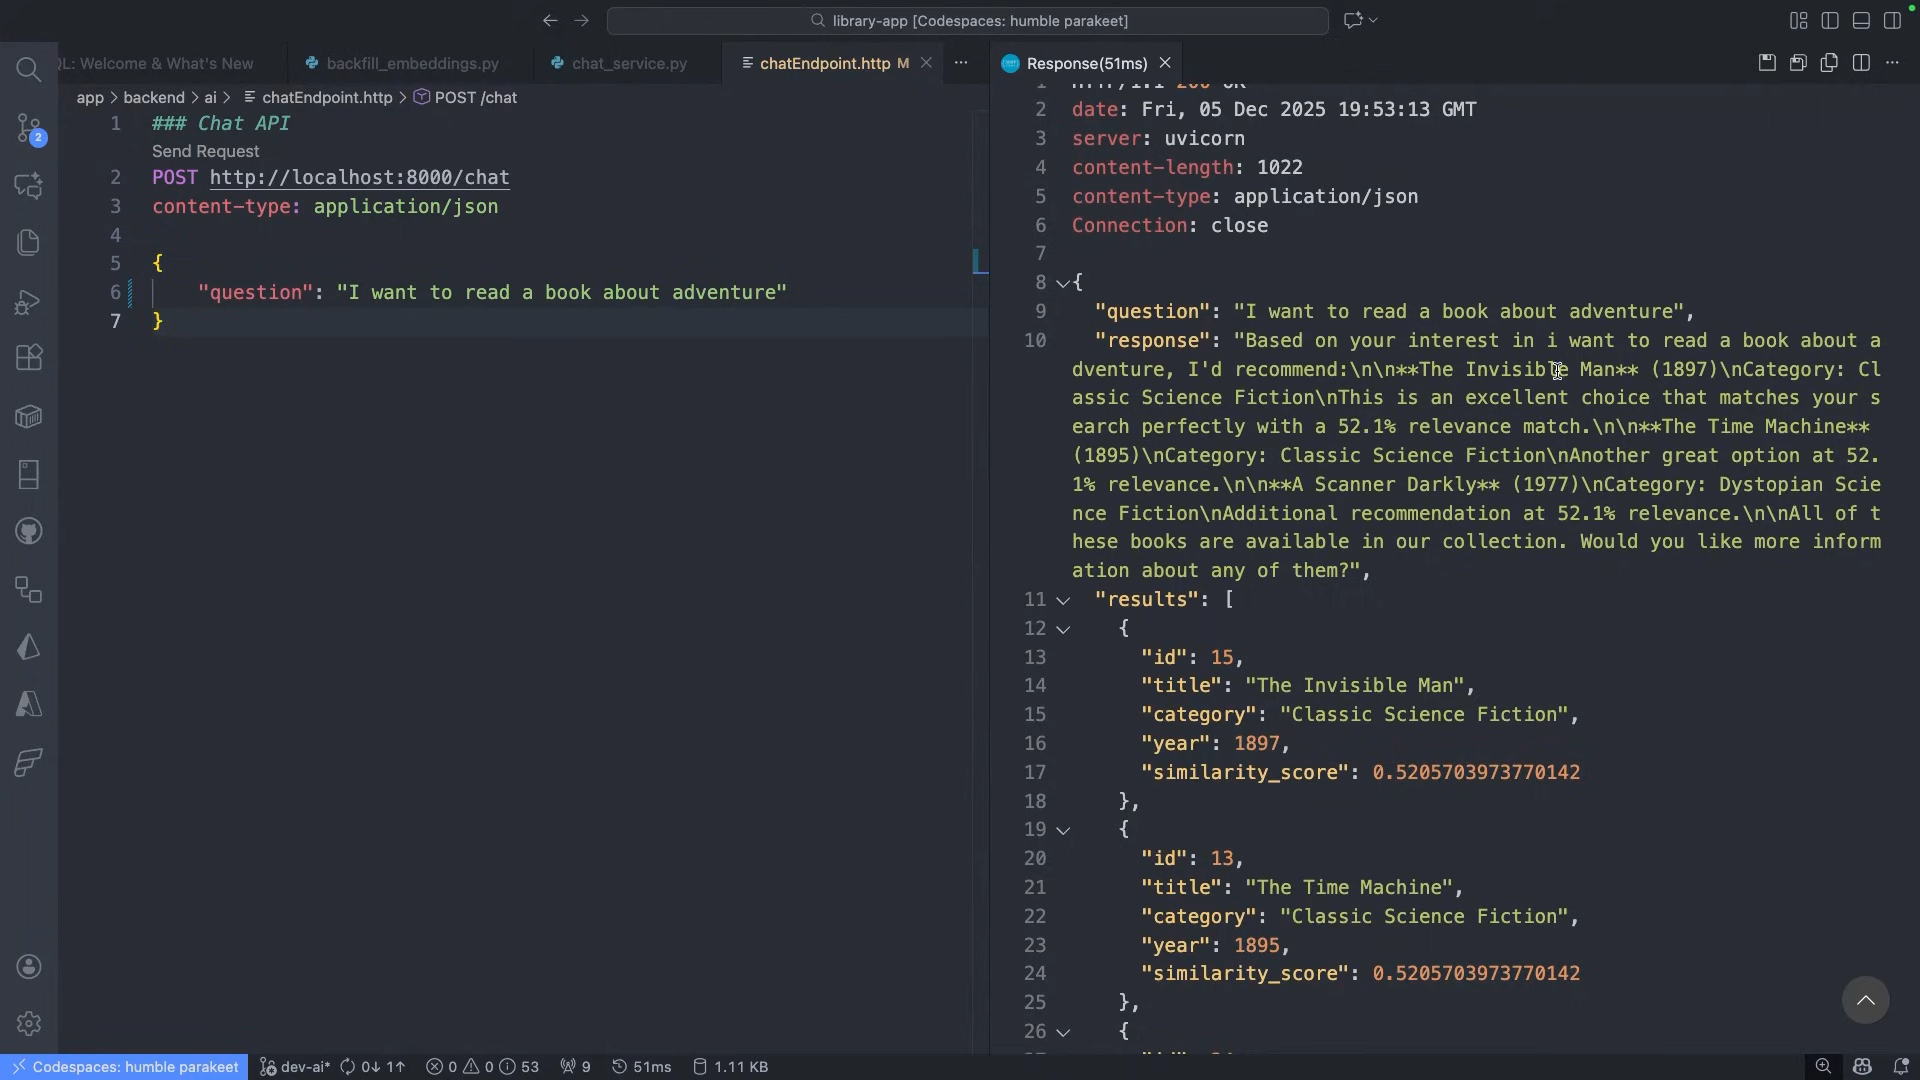 library-app [Codespaces: humble parakeet]
QL: Welcome & What's New
backfill_embeddings.py
chat_service.py
chatEndpoint.http M
Response(51ms)
app > backend > ai > chatEndpoint.http > POST /chat
1 ### Chat API
Send Request
2 POST http://localhost:8000/chat
3 content-type: application/json
4
5 {
6 "question": "I want to read a book about adventure"
7 }
2 date: Fri, 05 Dec 2025 19:53:13 GMT
3 server: uvicorn
4 content-length: 1022
5 content-type: application/json
6 Connection: close
7
8 {
9 "question": "I want to read a book about adventure",
10 "response": "Based on your interest in i want to read a book about a
dventure, I'd recommend:\n\n**The Invisible Man** (1897)\nCategory: Cl
assic Science Fiction\nThis is an excellent choice that matches your s
earch perfectly with a 52.1% relevance match.\n\n**The Time Machine**
(1895)\nCategory: Classic Science Fiction\nAnother great option at 52.
1% relevance.\n\n**A Scanner Darkly** (1977)\nCategory: Dystopian Scie
nce Fiction\nAdditional recommendation at 52.1% relevance.\n\nAll of t
hese books are available in our collection. Would you like more inform
ation about any of them?",
11 "results": [
12 {
13 "id": 15,
14 "title": "The Invisible Man",
15 "category": "Classic Science Fiction",
16 "year": 1897,
17 "similarity_score": 0.5205703973770142
18 },
19 {
20 "id": 13,
21 "title": "The Time Machine",
22 "category": "Classic Science Fiction",
23 "year": 1895,
24 "similarity_score": 0.5205703973770142
25 },
26 {
2
Codespaces: humble parakeet
dev-ai* 0↓ 1↑
0 0 53
9
51ms
1.11 KB